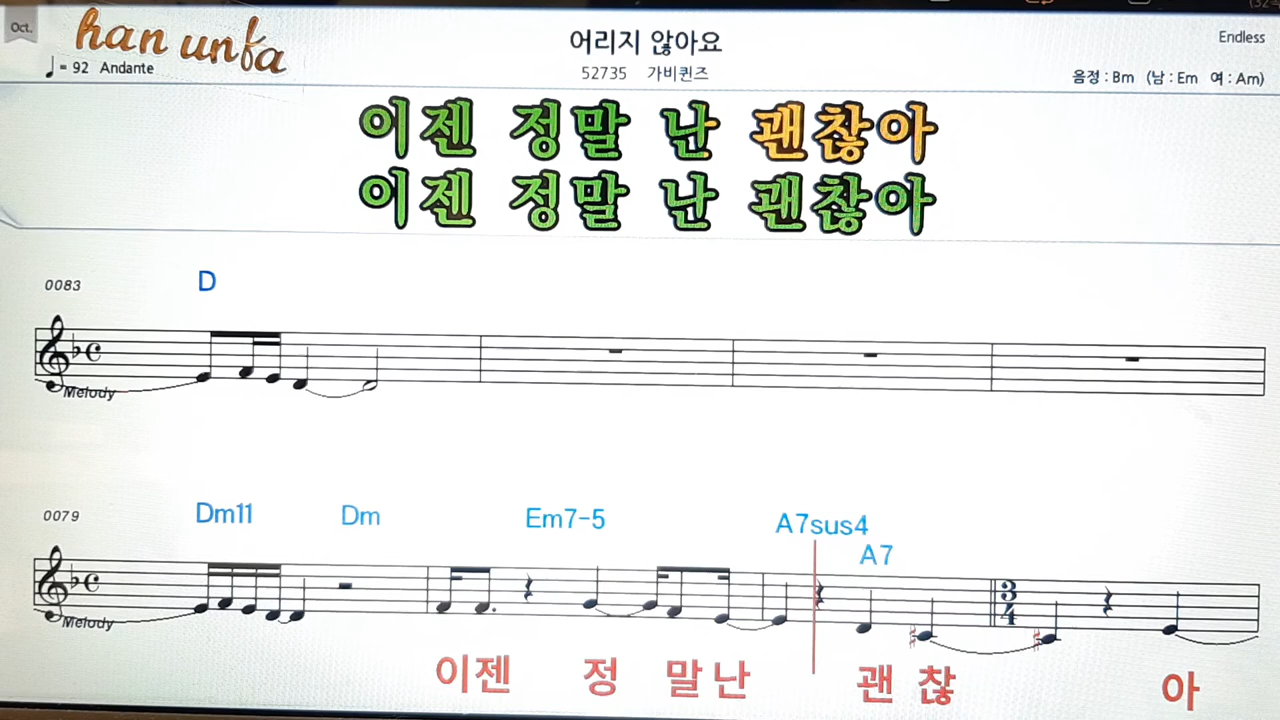 Oct.
han unfa
어리지 않아요
Endless
♩= 92 Andante
52735 가비퀸즈
음정 : Bm (남 : Em 여 : Am)
이젠 정말 난 괜찮아
이젠 정말 난 괜찮아
0083
D
Melody
0079
Dm11 Dm Em7-5 A7sus4
A7
3
4
Melody
이젠 정 말난 괜 찮 아